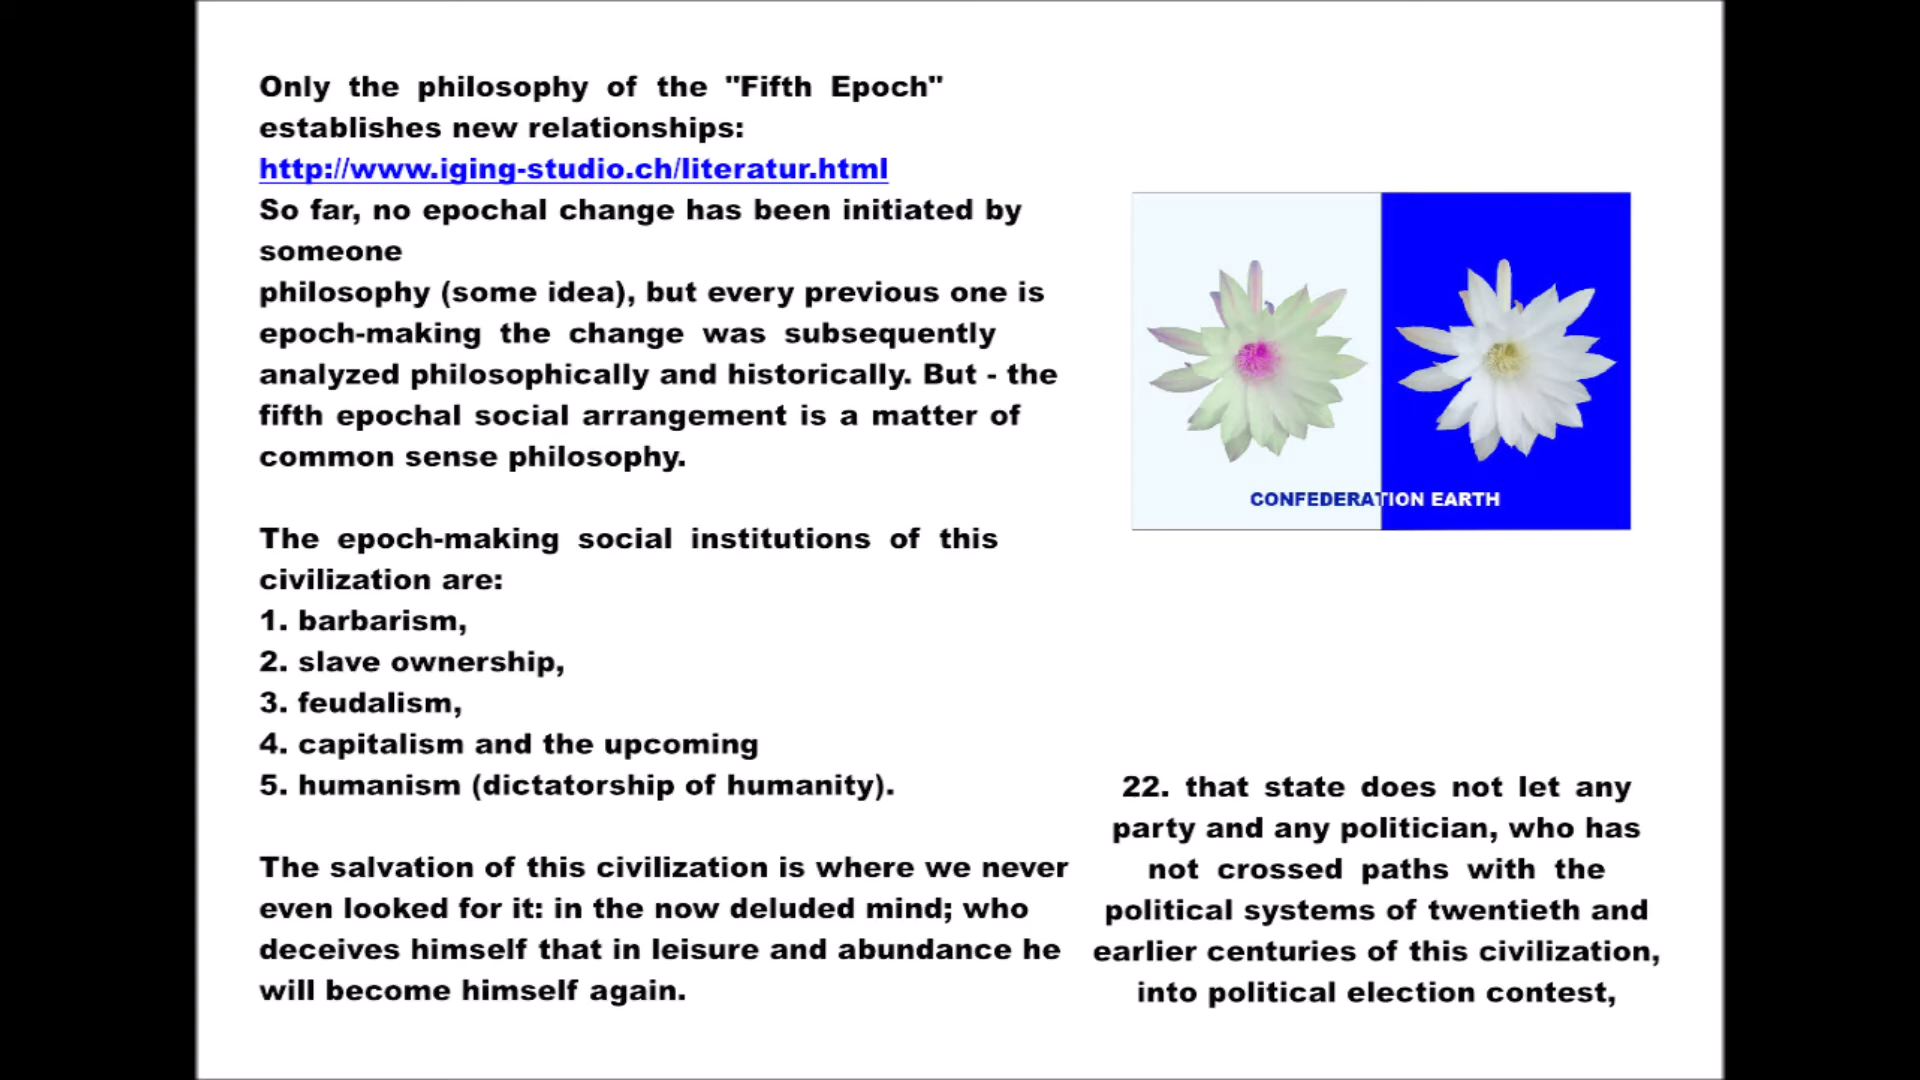 Only the philosophy of the "Fifth Epoch"
establishes new relationships:
http://www.iging-studio.ch/literatur.html
So far, no epochal change has been initiated by
someone
philosophy (some idea), but every previous one is
epoch-making the change was subsequently
analyzed philosophically and historically. But - the
fifth epochal social arrangement is a matter of
common sense philosophy.
The epoch-making social institutions of this
civilization are:
1. barbarism,
2. slave ownership,
3. feudalism,
4. capitalism and the upcoming
5. humanism (dictatorship of humanity).
The salvation of this civilization is where we never
even looked for it: in the now deluded mind; who
deceives himself that in leisure and abundance he
will become himself again.
CONFEDERATION EARTH
22. that state does not let any
party and any politician, who has
not crossed paths with the
political systems of twentieth and
earlier centuries of this civilization,
into political election contest,